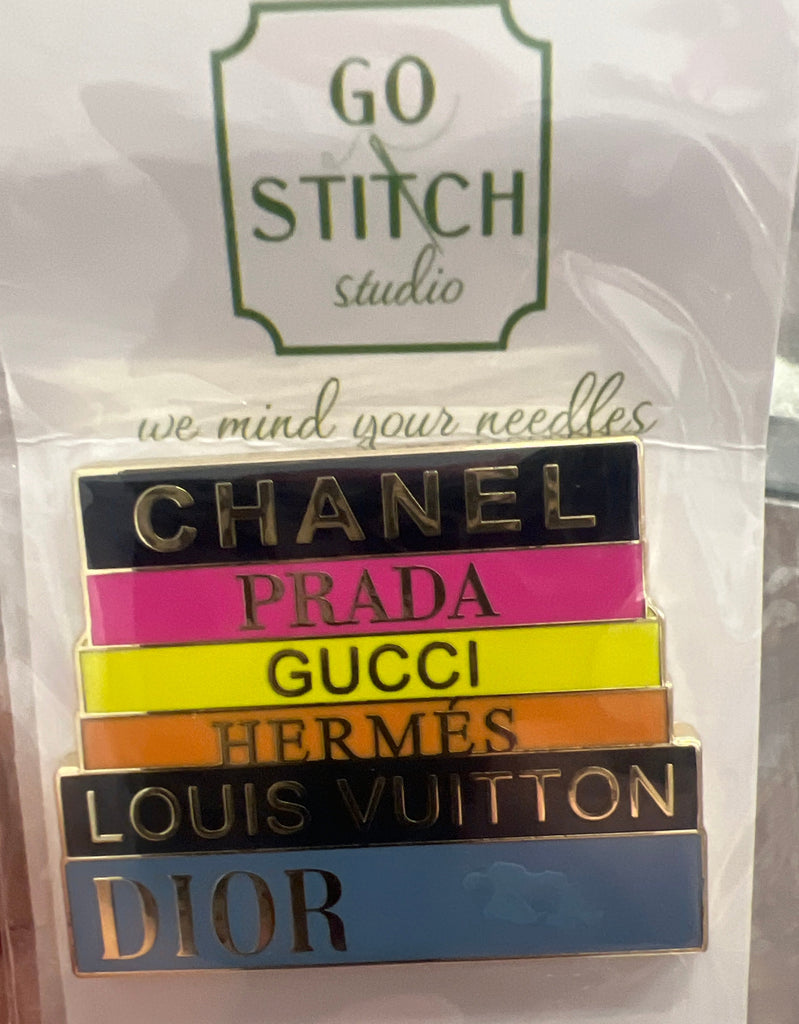 GO
STITCH
studio
we mind your needles
CHANEL
PRADA
GUCCI
HERMÉS
LOUIS VUITTON
DIOR